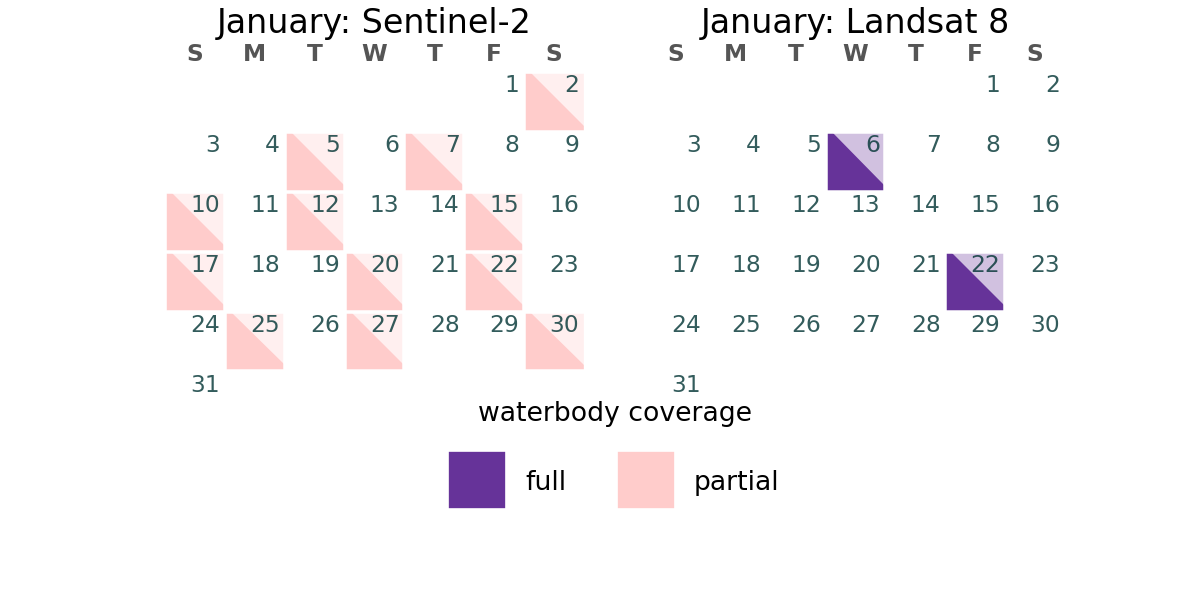 January: Sentinel-2
S M T W T F S
1 2
3 4 5 6 7 8 9
10 11 12 13 14 15 16
17 18 19 20 21 22 23
24 25 26 27 28 29 30
31
January: Landsat 8
S M T W T F S
1 2
3 4 5 6 7 8 9
10 11 12 13 14 15 16
17 18 19 20 21 22 23
24 25 26 27 28 29 30
31
waterbody coverage
full
partial